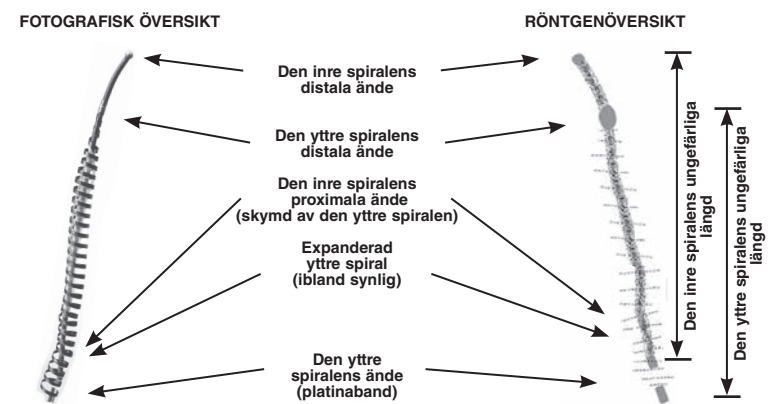 FOTOGRAFISK ÖVERSIKT
RÖNTGENÖVERSIKT
Den inre spiralens
distala ände
Den yttre spiralens
distala ände
Den inre spiralens
proximala ände
(skymd av den yttre spiralen)
Expanderad
yttre spiral
(ibland synlig)
Den yttre
spiralens ände
(platinaband)
Den inre spiralens ungefärliga
längd
Den yttre spiralens ungefärliga
längd